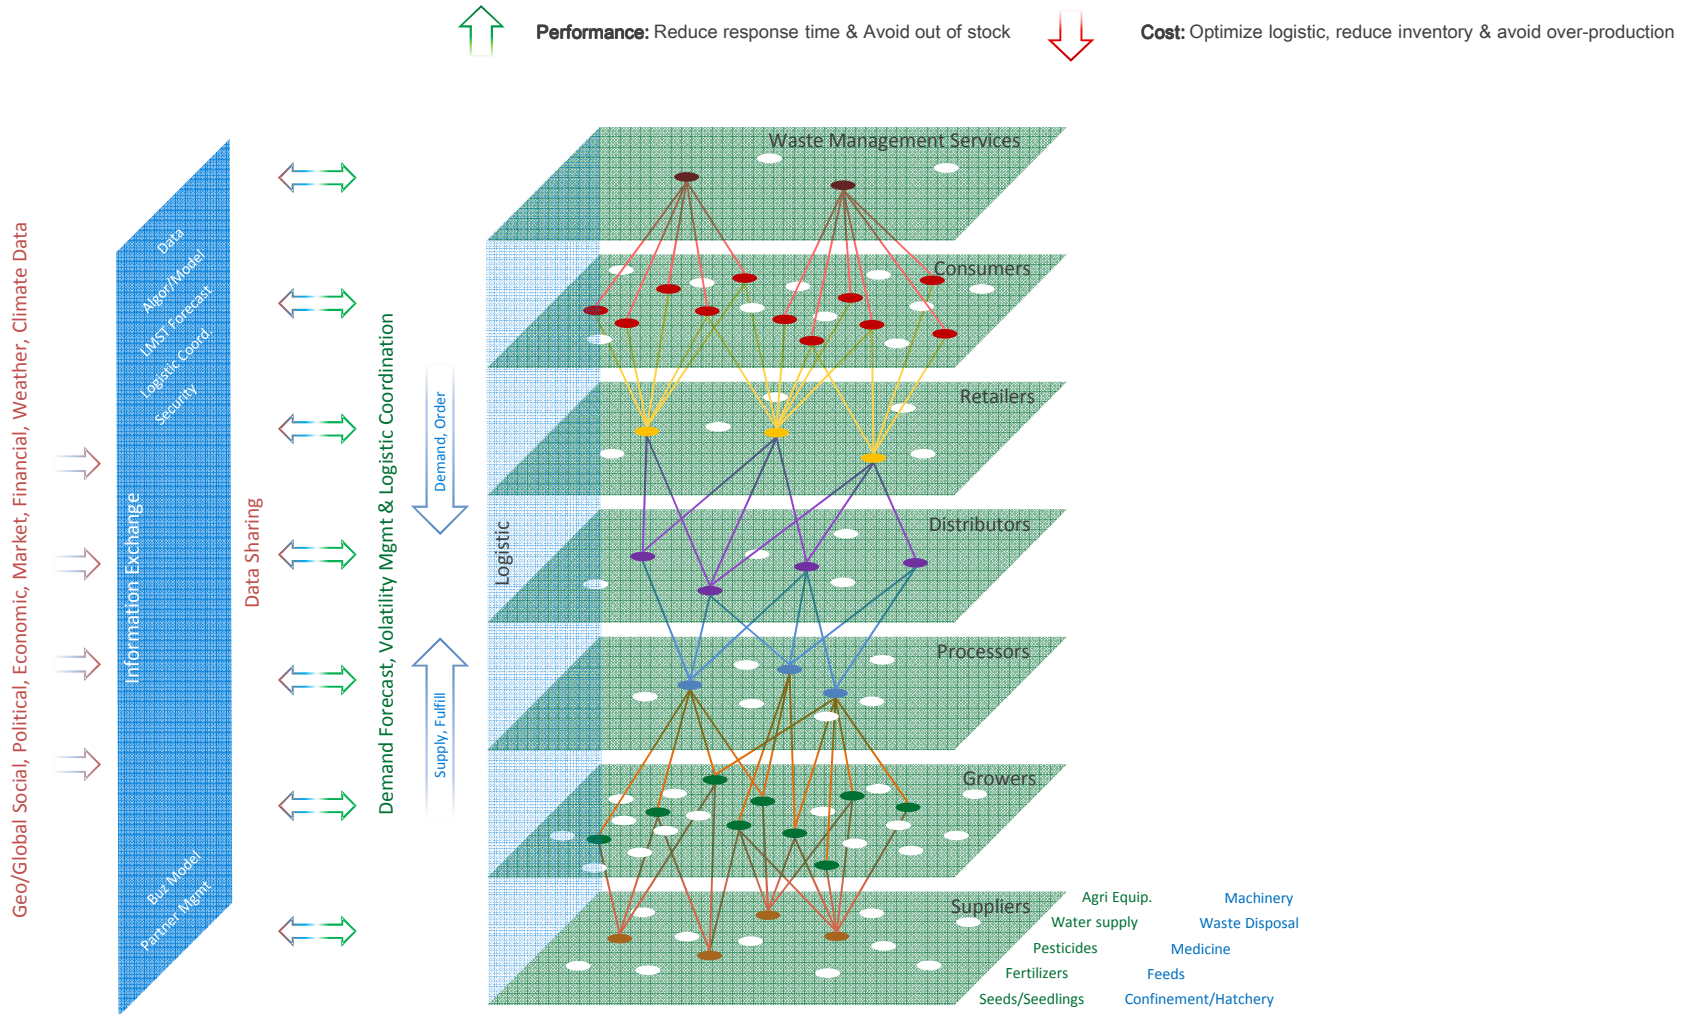 Performance: Reduce response time & Avoid out of stock
Cost: Optimize logistic, reduce inventory & avoid over-production
Geo/Global Social, Political, Economic, Market, Financial, Weather, Climate Data
Data
Algor/Model
LMST Forecast
Logistic Coord.
Security
Information Exchange
Buz Model
Partner Mgmt
Data Sharing
Demand Forecast, Volatility Mgmt & Logistic Coordination
Demand, Order
Supply, Fulfill
Logistic
Waste Management Services
Consumers
Retailers
Distributors
Processors
Growers
Suppliers
Agri Equip.
Machinery
Water supply
Waste Disposal
Pesticides
Medicine
Fertilizers
Feeds
Seeds/Seedlings
Confinement/Hatchery